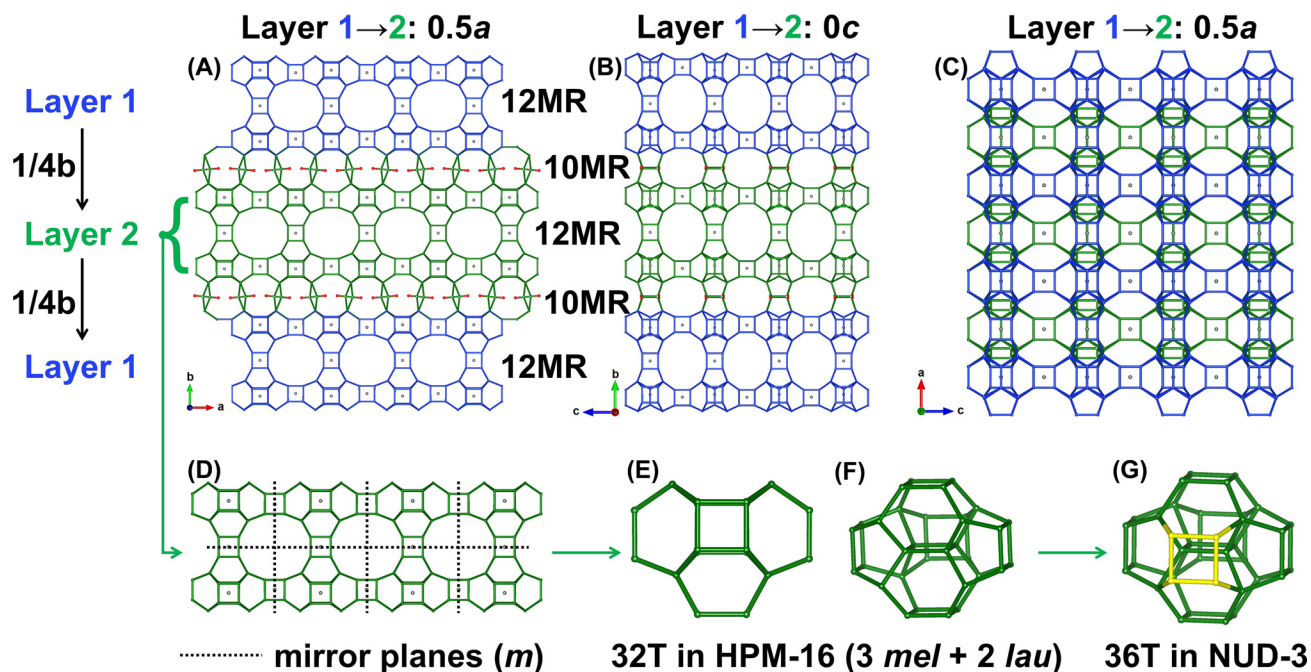 Layer 1→2: 0.5a
Layer 1→2: 0c
Layer 1→2: 0.5a
(A)
(B)
(C)
Layer 1
12MR
1/4b
10MR
Layer 2
12MR
1/4b
10MR
Layer 1
12MR
b
a
b
c
a
c
(D)
(E)
(F)
(G)
mirror planes (m)
32T in HPM-16 (3 mel + 2 lau)
36T in NUD-3